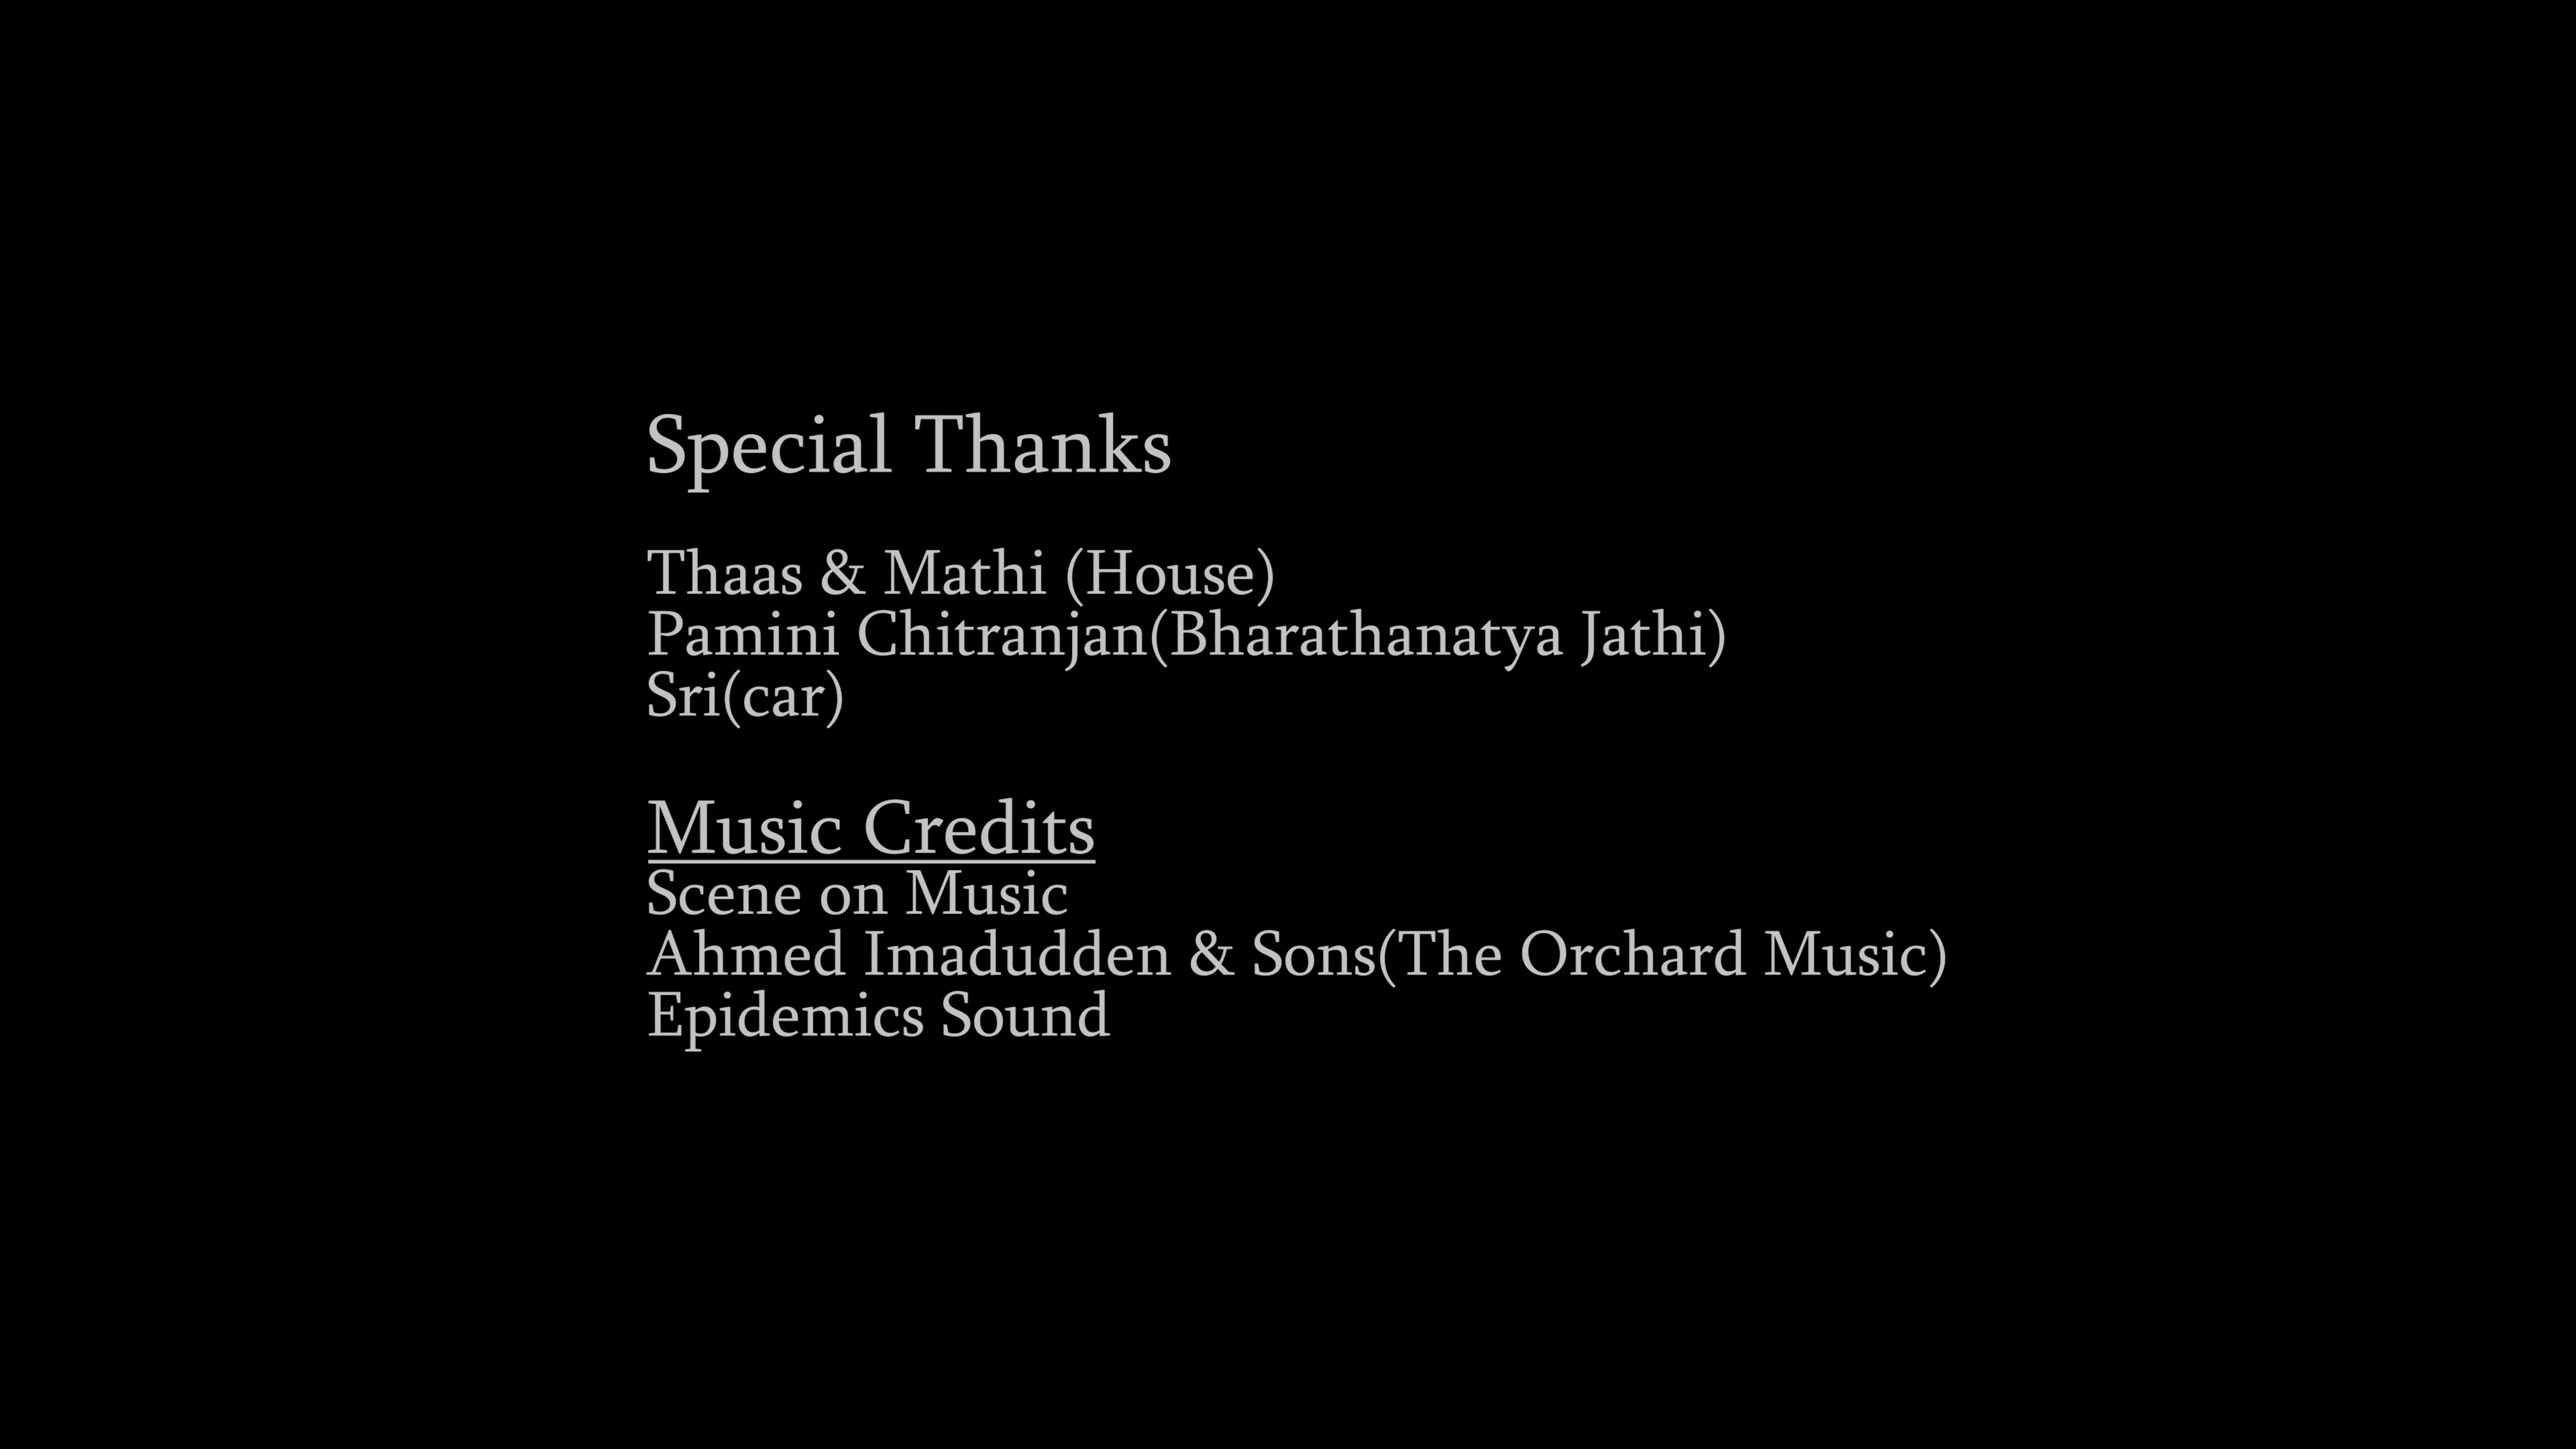 Special Thanks
Thaas & Mathi (House)
Pamini Chitranjan(Bharathanatya Jathi)
Sri(car)
Music Credits
Scene on Music
Ahmed Imadudden & Sons(The Orchard Music)
Epidemics Sound